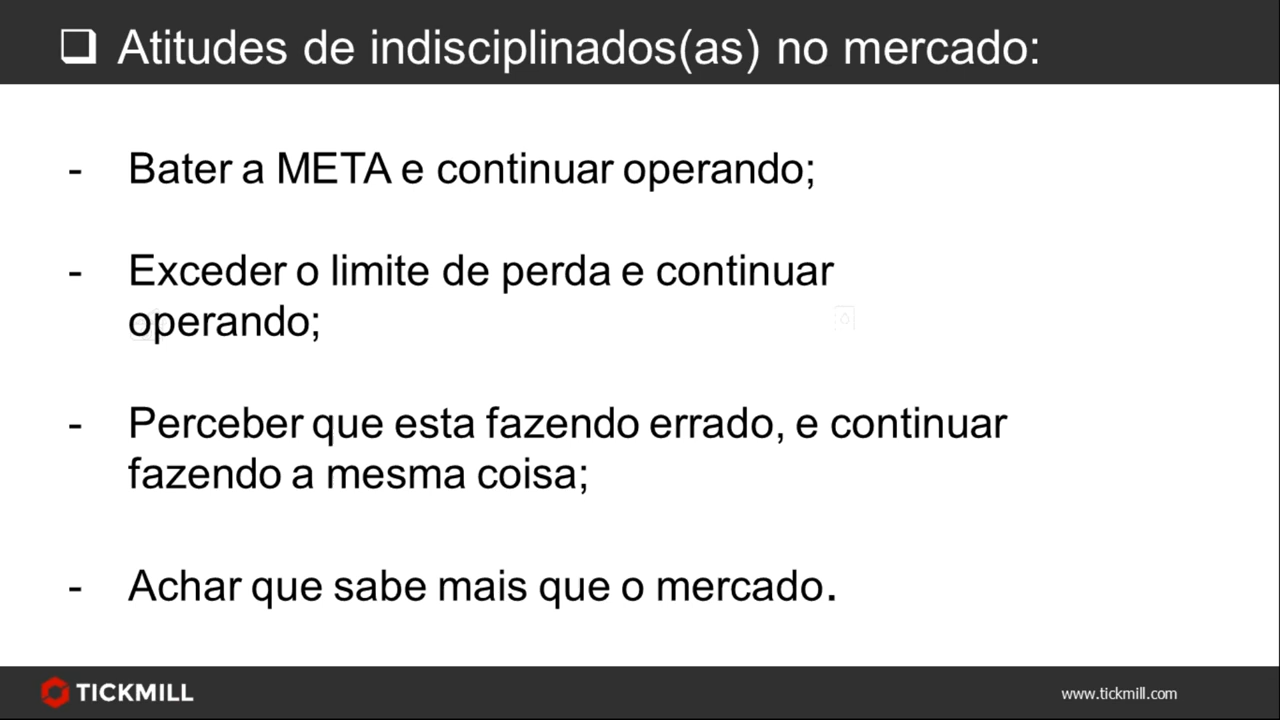 ❑ Atitudes de indisciplinados(as) no mercado:
- Bater a META e continuar operando;
- Exceder o limite de perda e continuar
operando;
- Perceber que esta fazendo errado, e continuar
fazendo a mesma coisa;
- Achar que sabe mais que o mercado.
TICKMILL
www.tickmill.com